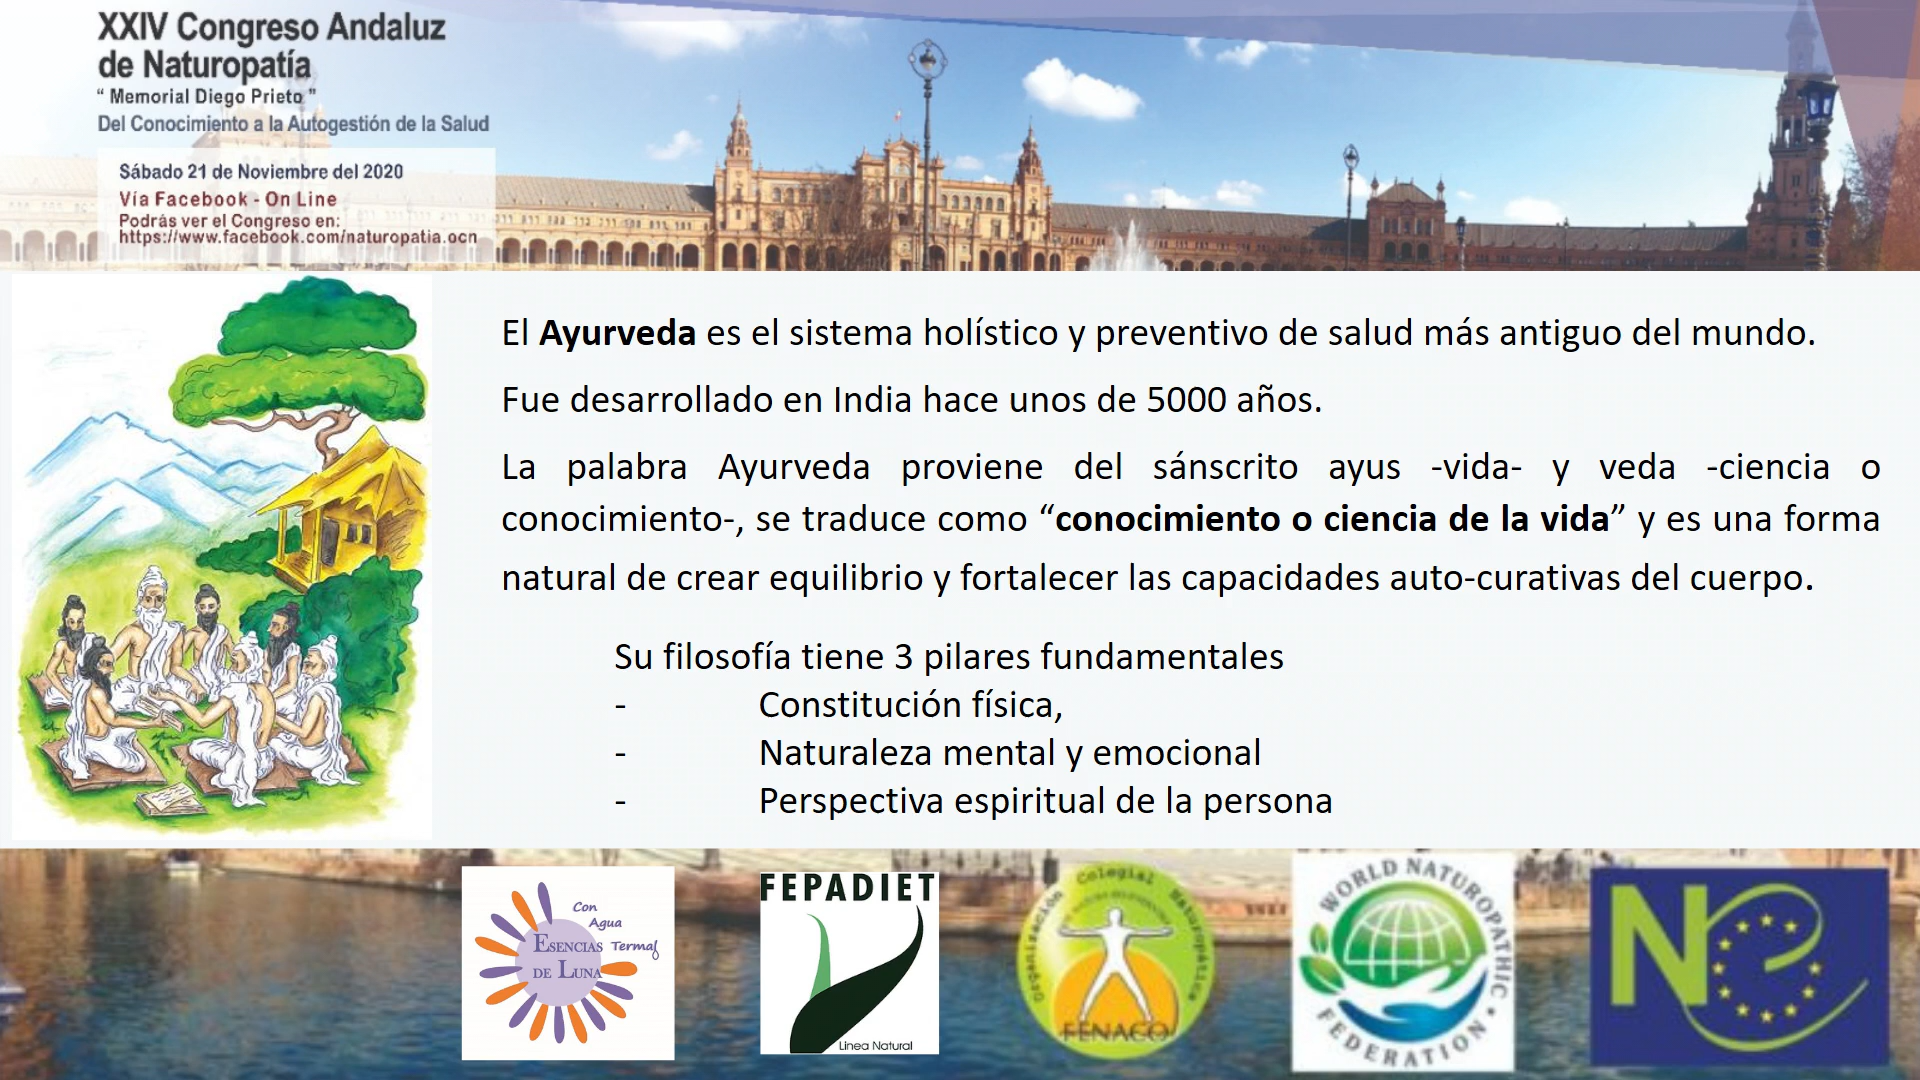 XXIV Congreso Andaluz
de Naturopatía
“ Memorial Diego Prieto ”
Del Conocimiento a la Autogestión de la Salud
Sábado 21 de Noviembre del 2020
Vía Facebook - On Line
Podrás ver el Congreso en:
https://www.facebook.com/naturopatia.ocn
El Ayurveda es el sistema holístico y preventivo de salud más antiguo del mundo.
Fue desarrollado en India hace unos de 5000 años.
La palabra Ayurveda proviene del sánscrito ayus -vida- y veda -ciencia o
conocimiento-, se traduce como “conocimiento o ciencia de la vida” y es una forma
natural de crear equilibrio y fortalecer las capacidades auto-curativas del cuerpo.
Su filosofía tiene 3 pilares fundamentales
- Constitución física,
- Naturaleza mental y emocional
- Perspectiva espiritual de la persona
Con
Agua
Termal
ESENCIAS
DE LUNA
FEPADIET
Linea Natural
Organización Colegial Naturopática
FENACO
WORLD NATUROPATHIC
FEDERATION
Ne